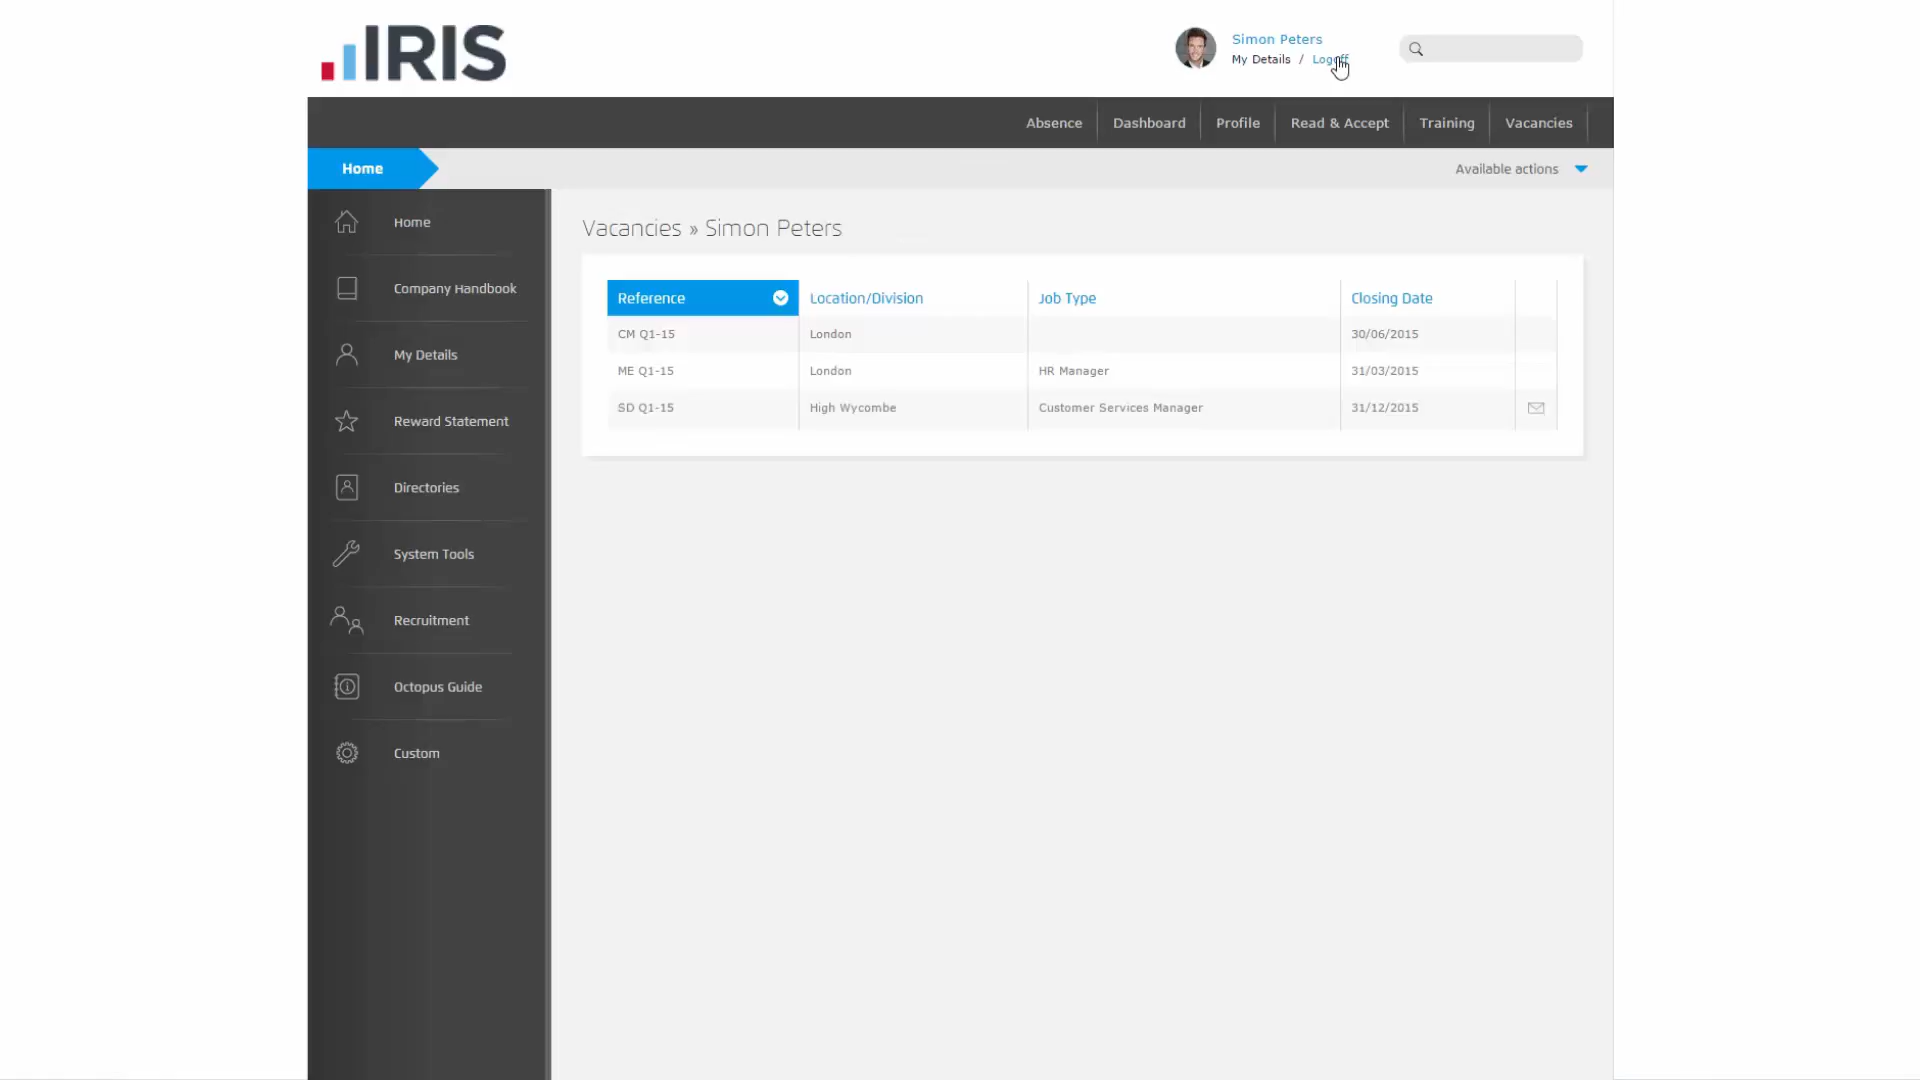 IRIS
Simon Peters
My Details / Logoff
Absence Dashboard Profile Read & Accept Training Vacancies
Home
Available actions
Home
Company Handbook
My Details
Reward Statement
Directories
System Tools
Recruitment
Octopus Guide
Custom
Vacancies » Simon Peters
Reference Location/Division Job Type Closing Date
CM Q1-15 London 30/06/2015
ME Q1-15 London HR Manager 31/03/2015
SD Q1-15 High Wycombe Customer Services Manager 31/12/2015